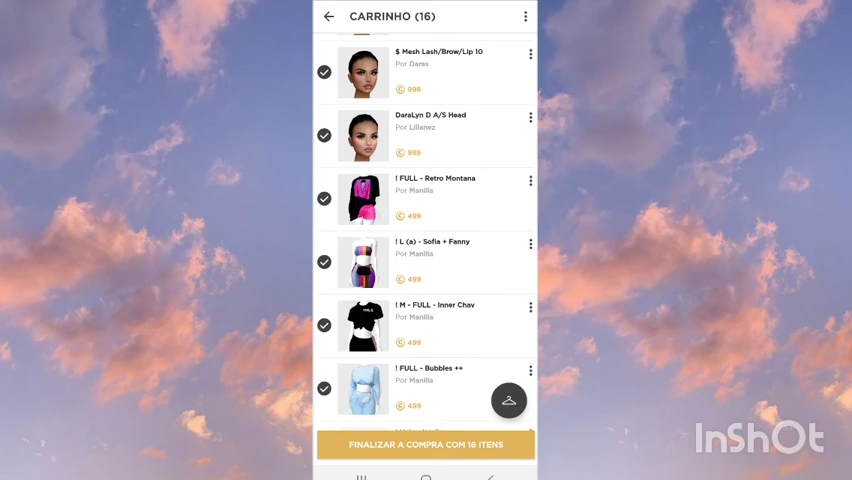 CARRINHO (16)
$ Mesh Lash/Brow/Lip 10
Por Dares
998
DaraLyn D A/S Head
Por Lillanez
989
! FULL - Retro Montana
Por Manilla
499
! L (a) - Sofia + Fanny
Por Manilla
499
! M - FULL - Inner Chav
Por Manilla
499
! FULL - Bubbles ++
Por Manilla
499
FINALIZAR A COMPRA COM 16 ITENS
InShOt